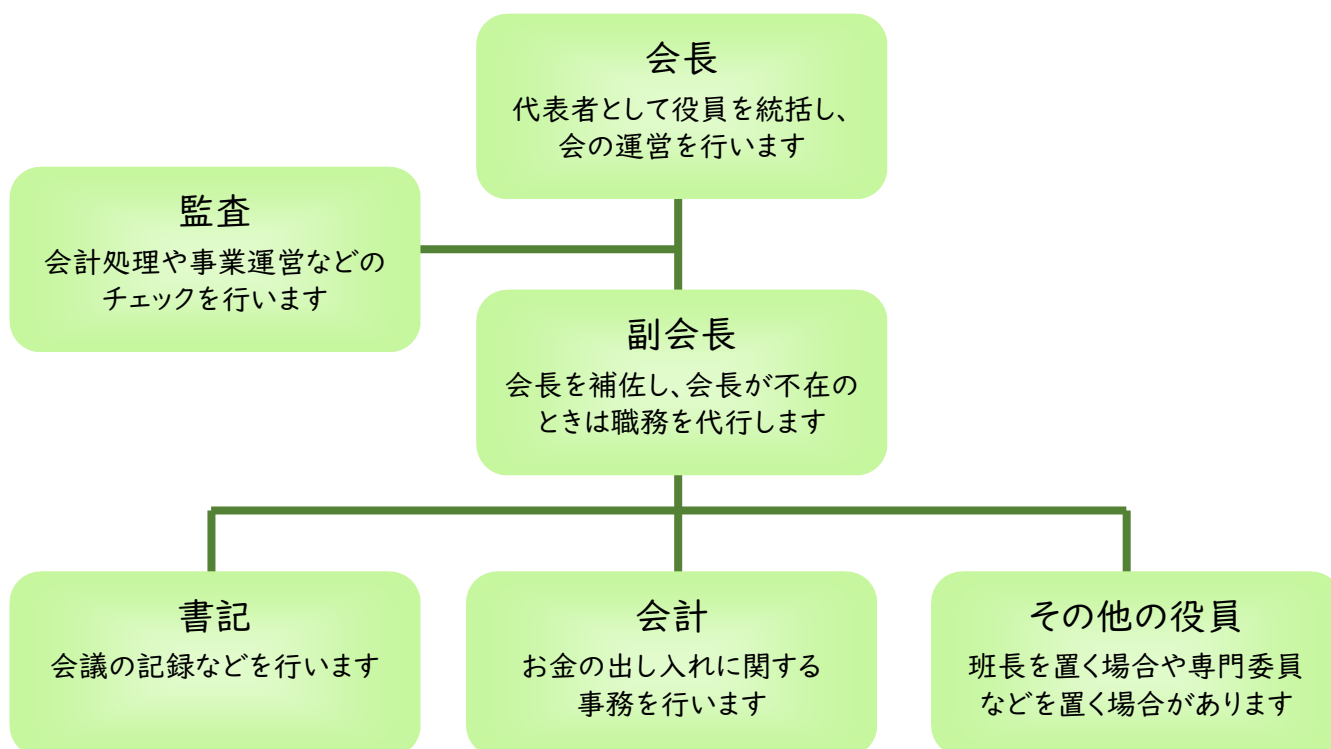 会長
代表者として役員を統括し、
会の運営を行います
監査
会計処理や事業運営などの
チェックを行います
副会長
会長を補佐し、会長が不在の
ときは職務を代行します
書記
会議の記録などを行います
会計
お金の出し入れに関する
事務を行います
その他の役員
班長を置く場合や専門委員
などを置く場合があります